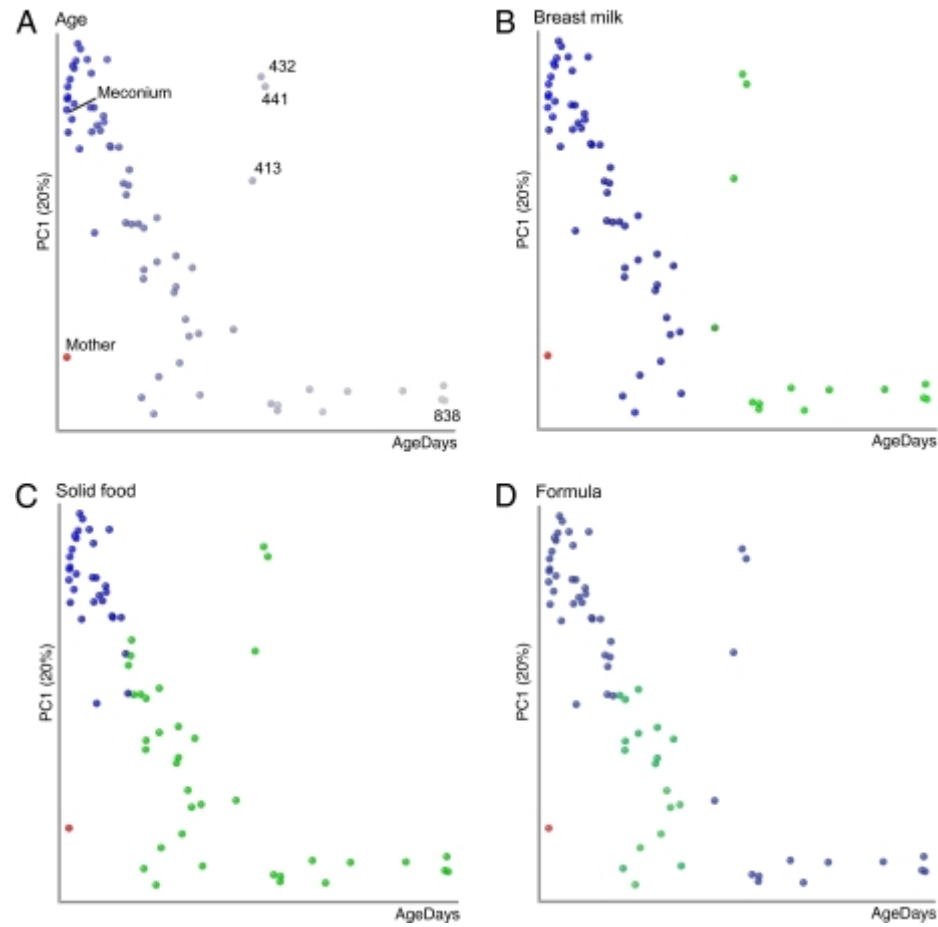 A Age
432
441
Meconium
413
PC1 (20%)
Mother
838
AgeDays
B Breast milk
PC1 (20%)
AgeDays
C Solid food
PC1 (20%)
AgeDays
D Formula
PC1 (20%)
AgeDays